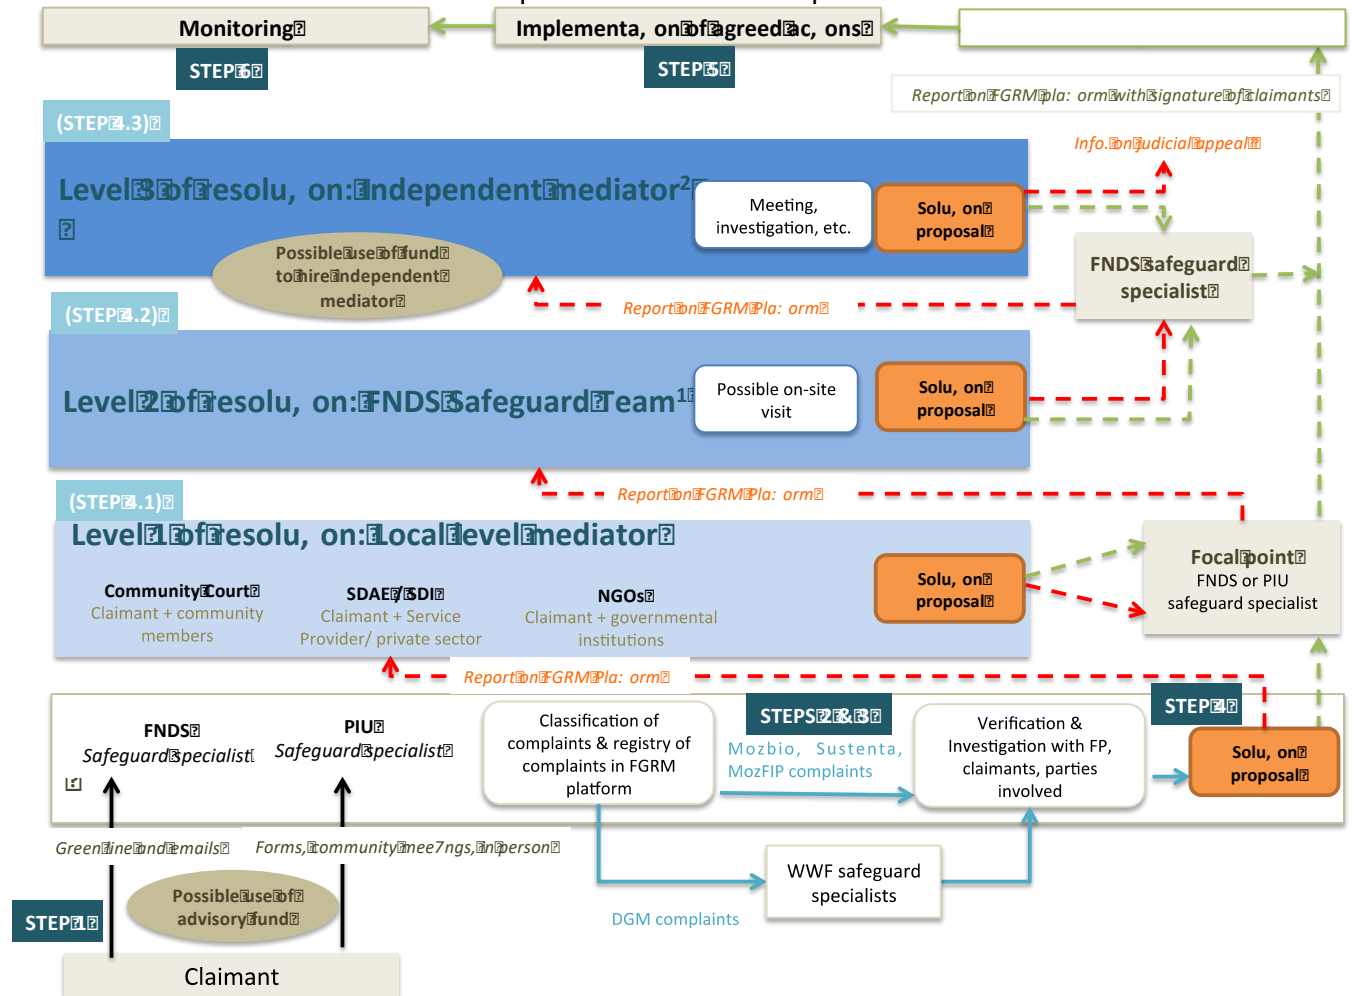 Monitoring
Implementa, on of agreed ac, ons
STEP 6
STEP 5
Report on FGRM pla: orm with signature of claimants
(STEP 4.3)
Info. on judicial appeal
Level 3 of resolu, on: Independent mediator2
Meeting,
investigation, etc.
Solu, on
proposal
Possible use of fund
to hire independent
mediator
FNDS safeguard
specialist
Report on FGRM Pla: orm
(STEP 4.2)
Level 2 of resolu, on: FNDS Safeguard Team1
Possible on-site
visit
Solu, on
proposal
Report on FGRM Pla: orm
(STEP 4.1)
Level 1 of resolu, on: Local level mediator
Community Court
Claimant + community
members
SDAE / SDI
Claimant + Service
Provider/ private sector
NGOs
Claimant + governmental
institutions
Solu, on
proposal
Focal point
FNDS or PIU
safeguard specialist
Report on FGRM Pla: orm
FNDS
Safeguard specialist
PIU
Safeguard specialist
Classification of
complaints & registry of
complaints in FGRM
platform
STEPS 2 & 3
Mozbio, Sustenta,
MozFIP complaints
Verification &
Investigation with FP,
claimants, parties
involved
STEP 4
Solu, on
proposal
Green line and emails
Forms, community mee7ngs, in person
WWF safeguard
specialists
DGM complaints
Possible use of
advisory fund
STEP 1
Claimant